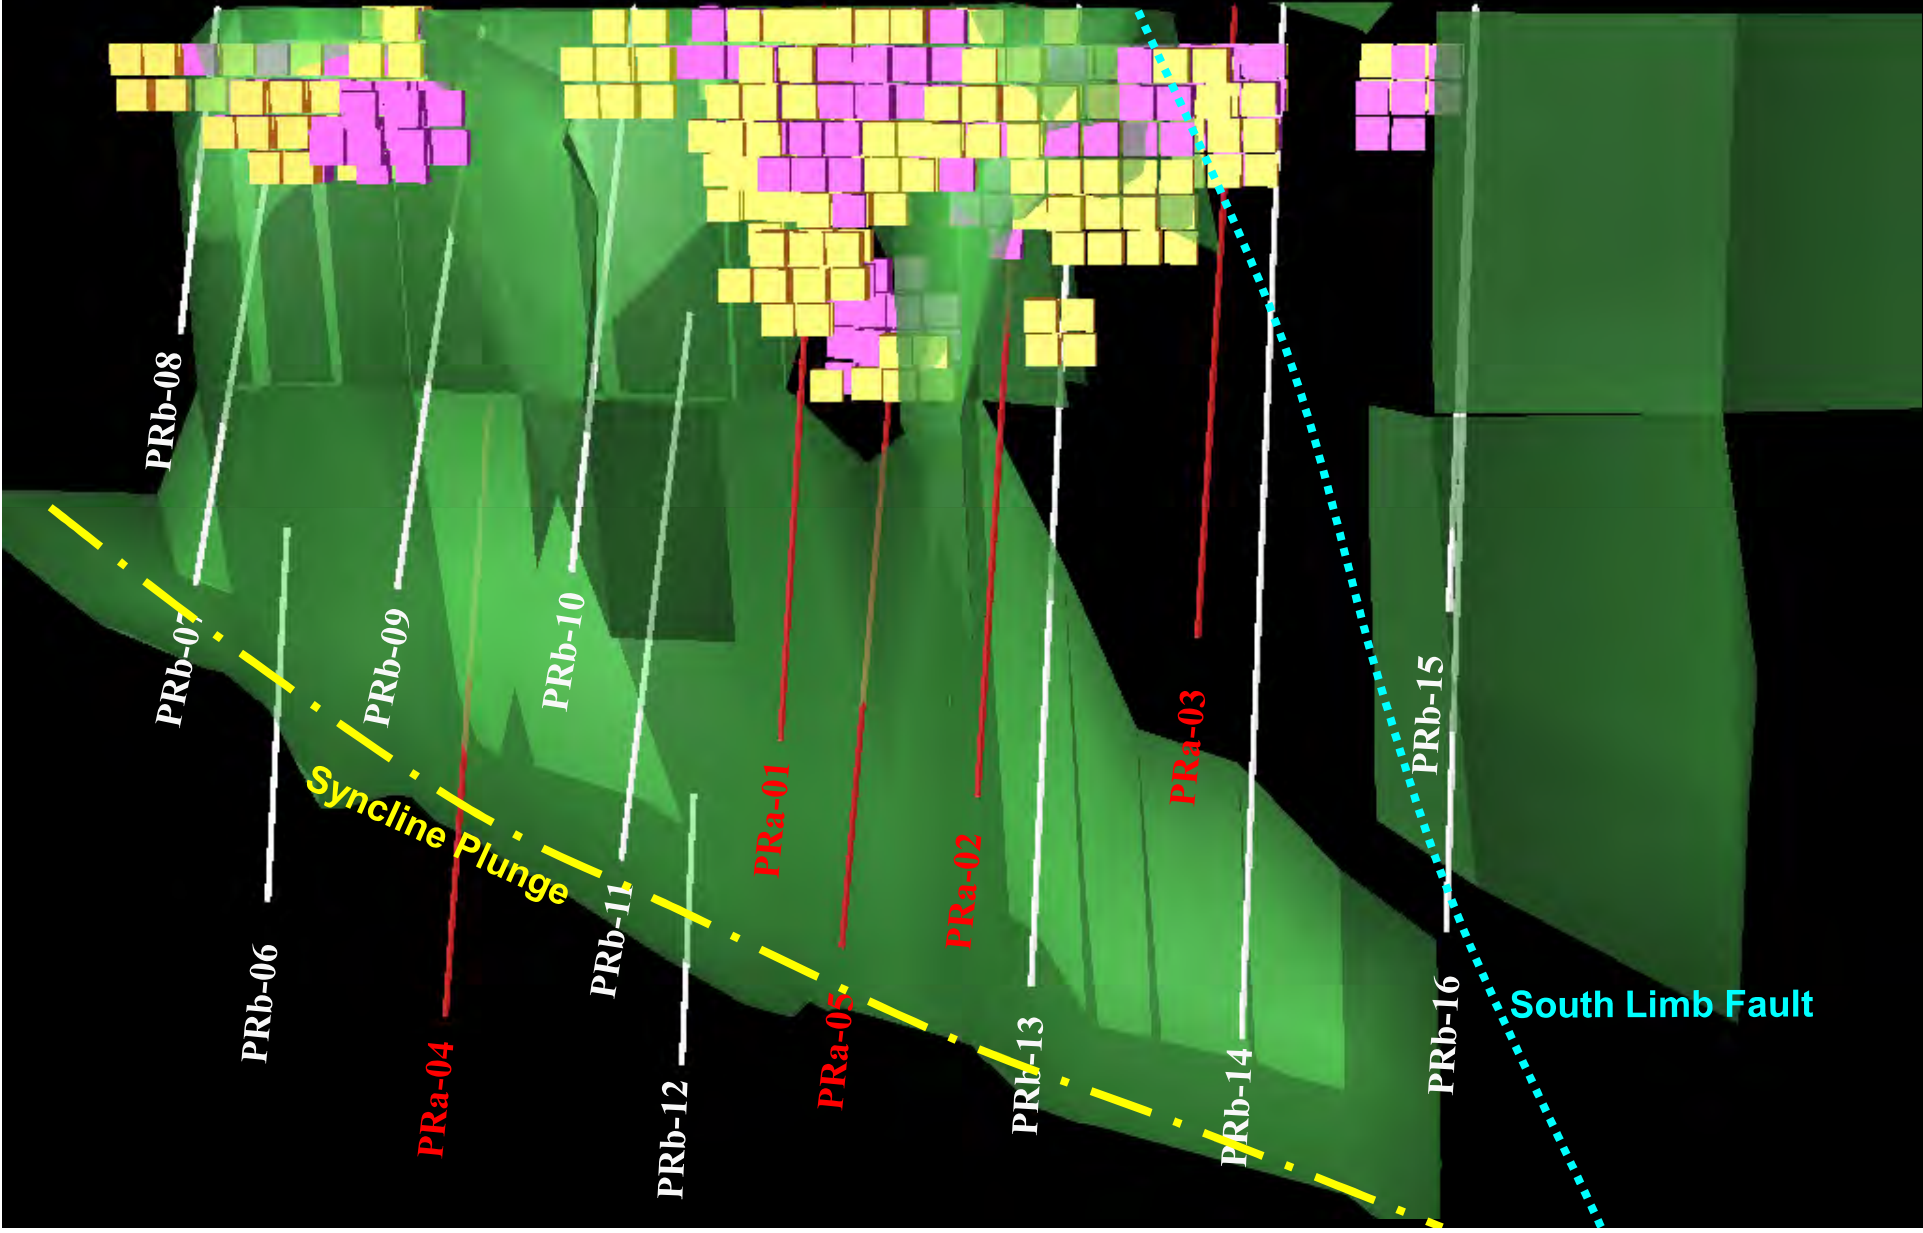 PRb-08
PRb-07
PRb-09
PRb-10
PRb-15
PRa-03
PRa-01
Syncline Plunge
PRa-02
PRb-11
PRb-06
PRb-16
South Limb Fault
PRa-05
PRb-13
PRa-04
PRb-14
PRb-12